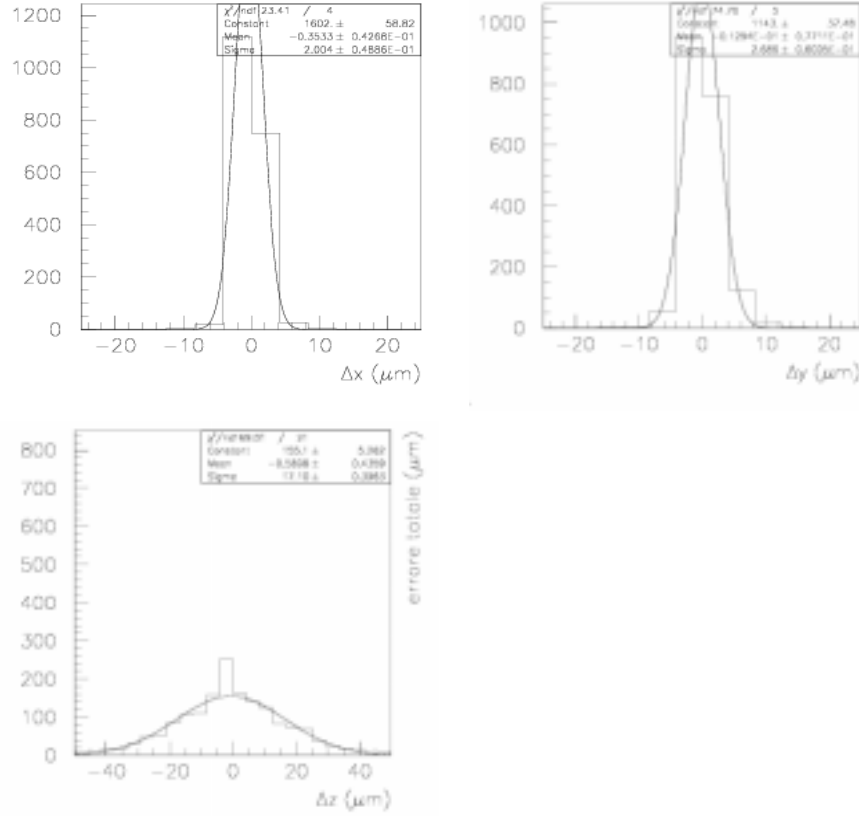 χ²/ndf 23.41 / 4
Constant 1602. ± 58.82
Mean -0.3533 ± 0.4268E-01
Sigma 2.004 ± 0.4886E-01
1200
1000
800
600
400
200
0
−20 −10 0 10 20
Δx (μm)
Constant 1143. ±
Mean
Sigma
1000
800
600
400
200
0
−20 −10 0 10 20
Δy (μm)
Constant 155.1 ±
Mean
Sigma
800
700
600
500
400
300
200
100
0
−40 −20 0 20 40
Δz (μm)
errore totale (μm)